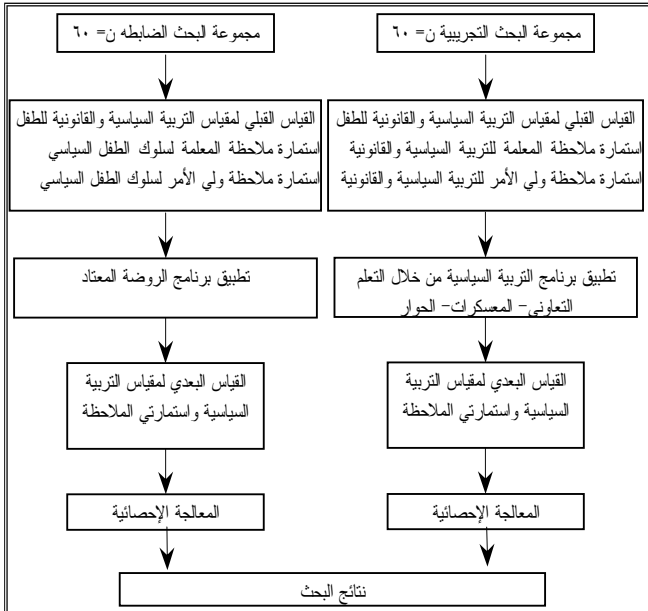 مجموعة البحث التجريبية ن= ٦٠
مجموعة البحث الضابطه ن= ٦٠
القياس القبلي لمقياس التربية السياسية والقانونية للطفل
استمارة ملاحظة المعلمة للتربية السياسية والقانونية
استمارة ملاحظة ولي الأمر للتربية السياسية والقانونية
القياس القبلي لمقياس التربية السياسية والقانونية للطفل
استمارة ملاحظة المعلمة لسلوك الطفل السياسي
استمارة ملاحظة ولي الأمر لسلوك الطفل السياسي
تطبيق برنامج التربية السياسية من خلال التعلم
التعاوني- المعسكرات- الحوار
تطبيق برنامج الروضة المعتاد
القياس البعدي لمقياس التربية
السياسية واستمارتي الملاحظة
القياس البعدي لمقياس التربية
السياسية واستمارتي الملاحظة
المعالجة الإحصائية
المعالجة الإحصائية
نتائج البحث